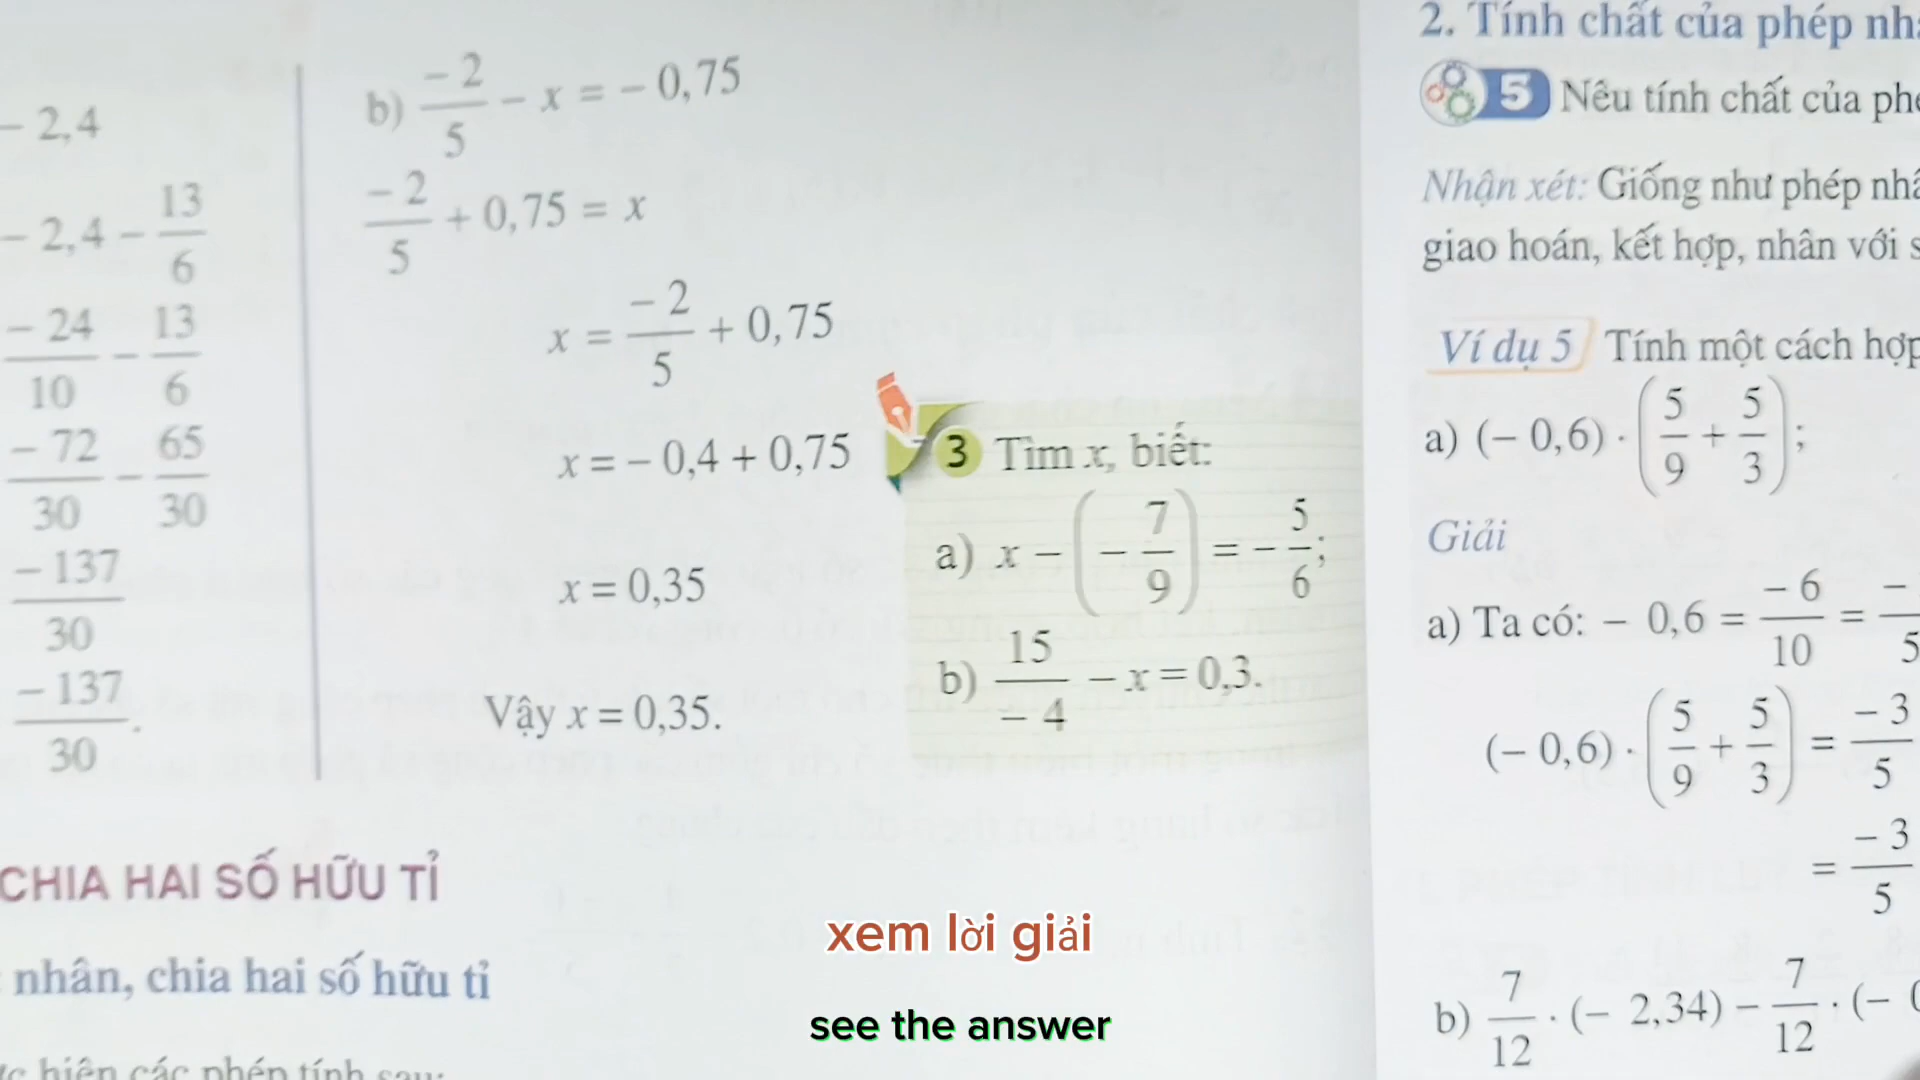 - 2,4
- 2,4 - 13/6
-24/10 - 13/6
-72/30 - 65/30
-137/30
-137/30.
b) -2/5 - x = - 0,75
-2/5 + 0,75 = x
x = -2/5 + 0,75
x = - 0,4 + 0,75
x = 0,35
Vậy x = 0,35.
3 Tìm x, biết:
a) x - (- 7/9) = - 5/6;
b) 15/-4 - x = 0,3.
CHIA HAI SỐ HỮU TỈ
nhân, chia hai số hữu tỉ
hiện các phép tính sau:
2. Tính chất của phép
5 Nêu tính chất của
Nhận xét: Giống như phép
giao hoán, kết hợp, nhân với
Ví dụ 5 Tính một cách
a) (- 0,6) · (5/9 + 5/3);
Giải
a) Ta có: - 0,6 = -6/10 =
(- 0,6) · (5/9 + 5/3) = -3/5
= -3/5
b) 7/12 · (- 2,34) - 7/12 · (-
xem lời giải
see the answer